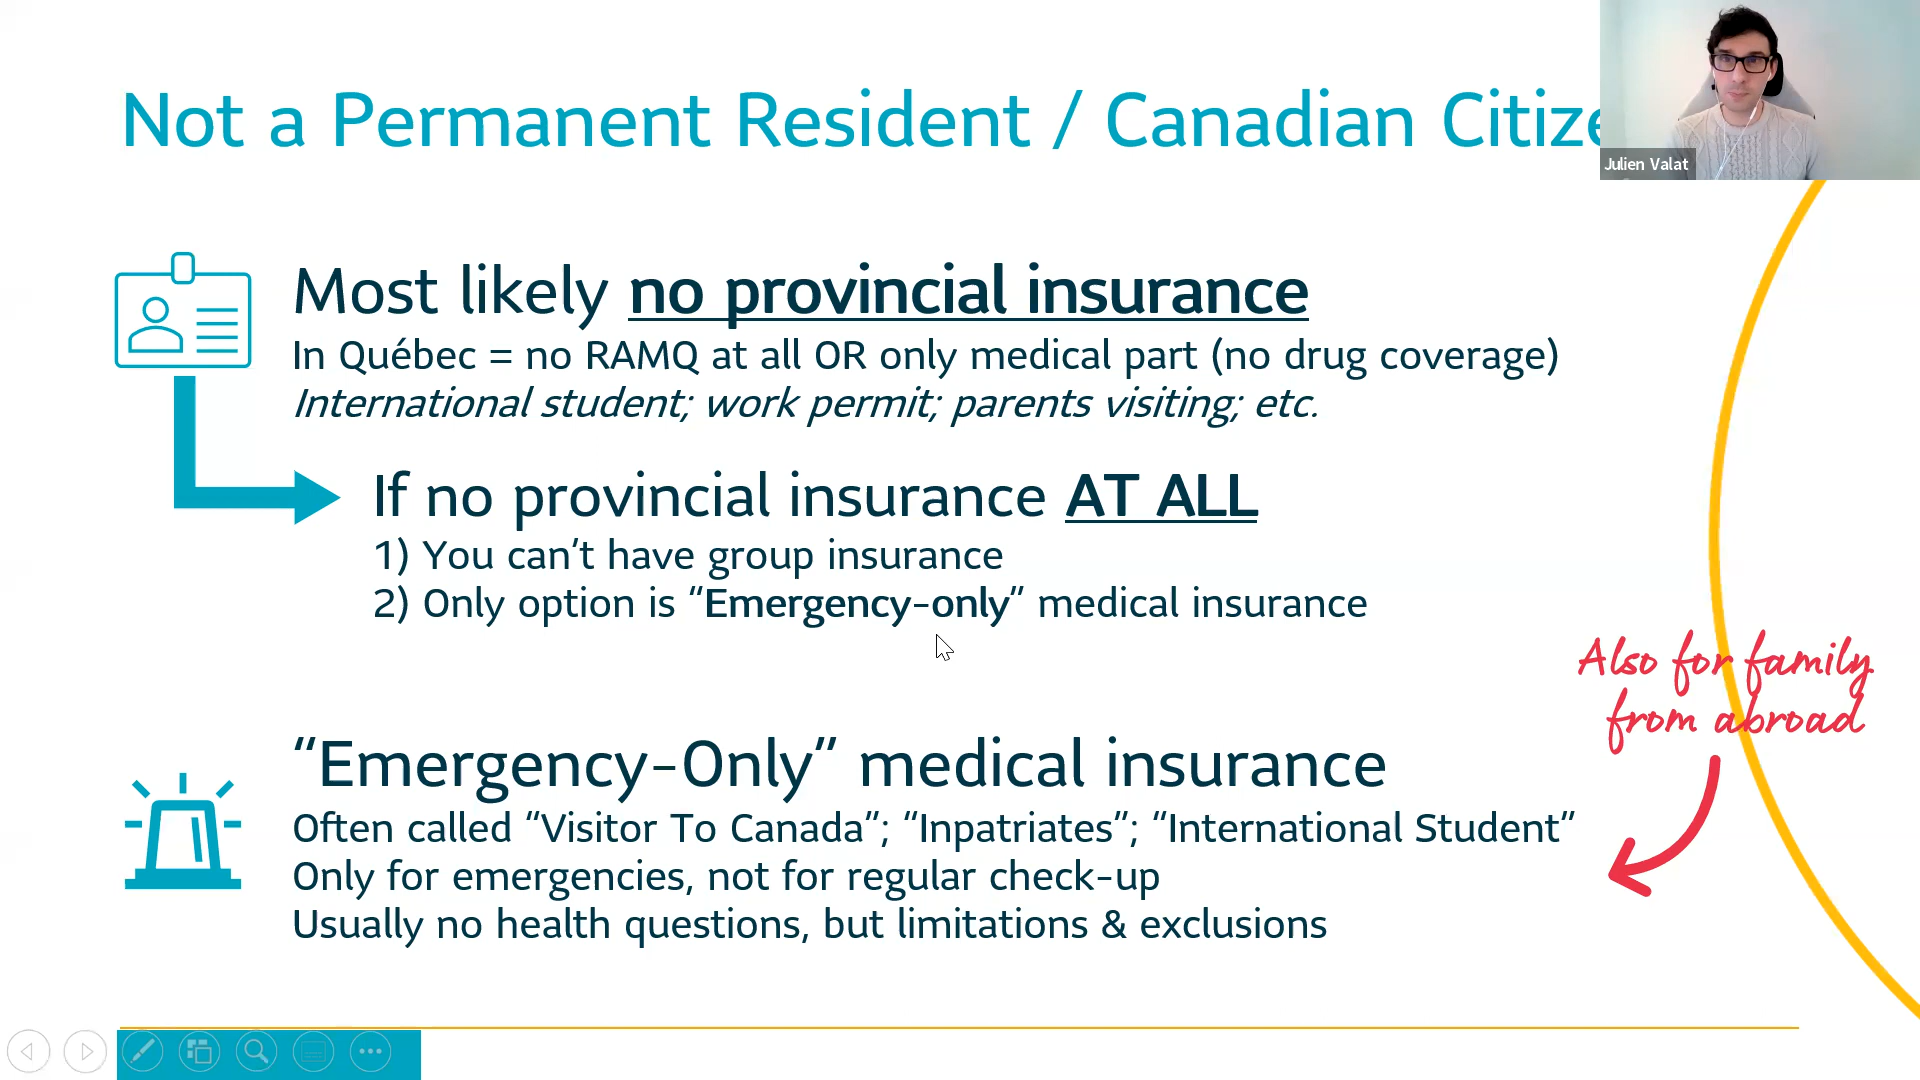 Not a Permanent Resident / Canadian Citize
Julien Valat
Most likely no provincial insurance
In Québec = no RAMQ at all OR only medical part (no drug coverage)
International student; work permit; parents visiting; etc.
If no provincial insurance AT ALL
1) You can’t have group insurance
2) Only option is “Emergency-only” medical insurance
Also for family
from abroad
“Emergency-Only” medical insurance
Often called “Visitor To Canada”; “Inpatriates”; “International Student”
Only for emergencies, not for regular check-up
Usually no health questions, but limitations & exclusions